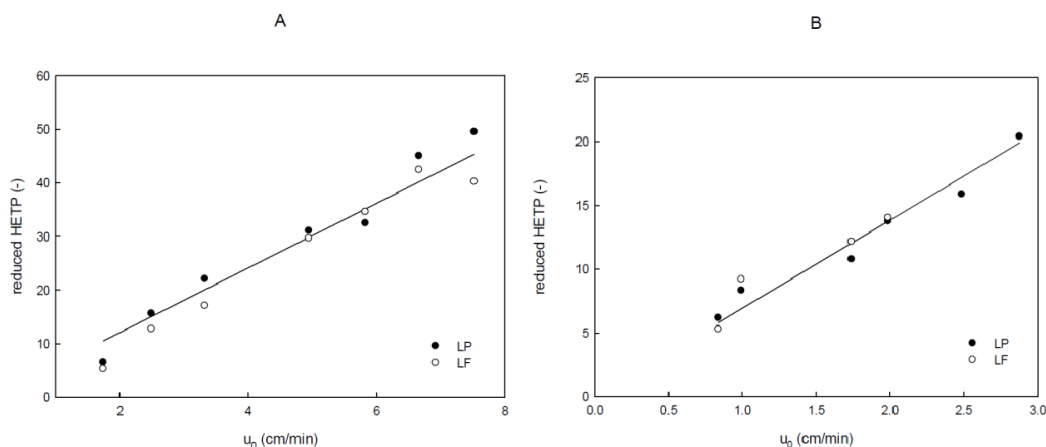 A
reduced HETP (-)
60
50
40
30
20
10
0
LP
LF
2
4
6
8
u₀ (cm/min)
B
reduced HETP (-)
25
20
15
10
5
0
LP
LF
0.0
0.5
1.0
1.5
2.0
2.5
3.0
u₀ (cm/min)